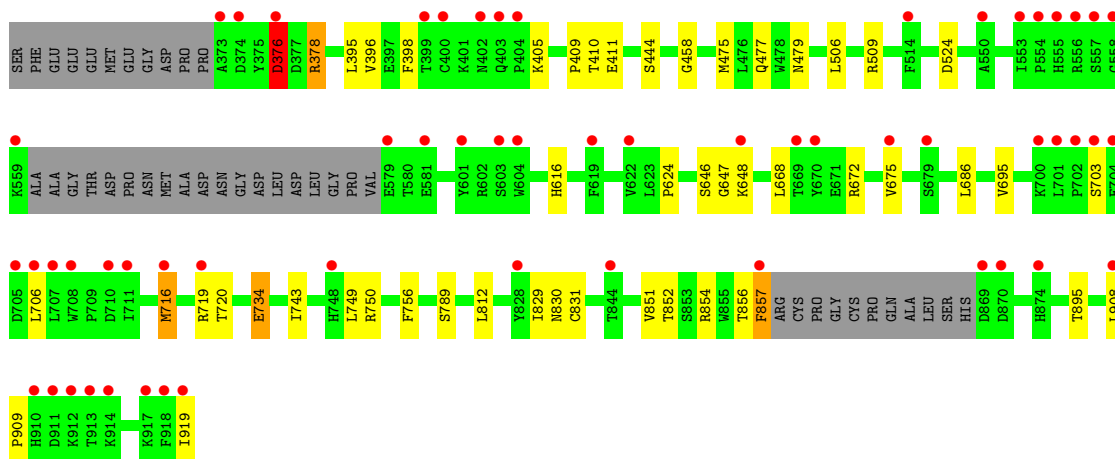 SER PHE GLU GLU GLU MET GLU GLY ASP PRO PRO A373 D374 Y375 D376 D377 R378 L395 V396 E397 F398 T399 C400 K401 N402 Q403 P404 K405 P409 T410 E411 S444 G458 M475 L476 Q477 W478 N479 L506 R509 F514 D524 A550 I553 P554 H555 R556 S557 G558
K559 ALA ALA GLY THR ASP PRO ASN MET ALA ASP ASN GLY ASP LEU ASP LEU GLY PRO VAL E579 T580 E581 Y601 R602 S603 W604 H616 F619 V622 L623 P624 S646 G647 K648 L668 T669 Y670 E671 R672 V675 S679 L686 V695 K700 L701 P702 S703 E704
D705 L706 L707 W708 P709 D710 I711 M716 R719 T720 E734 I743 H748 L749 R750 F756 S789 L812 Y828 I829 N830 C831 T844 V851 T852 S853 R854 W855 T856 F857 ARG CYS PRO GLY CYS PRO GLN ALA LEU SER HIS D869 D870 H874 T895 L908
P909 H910 D911 K912 T913 K914 K917 F918 I919